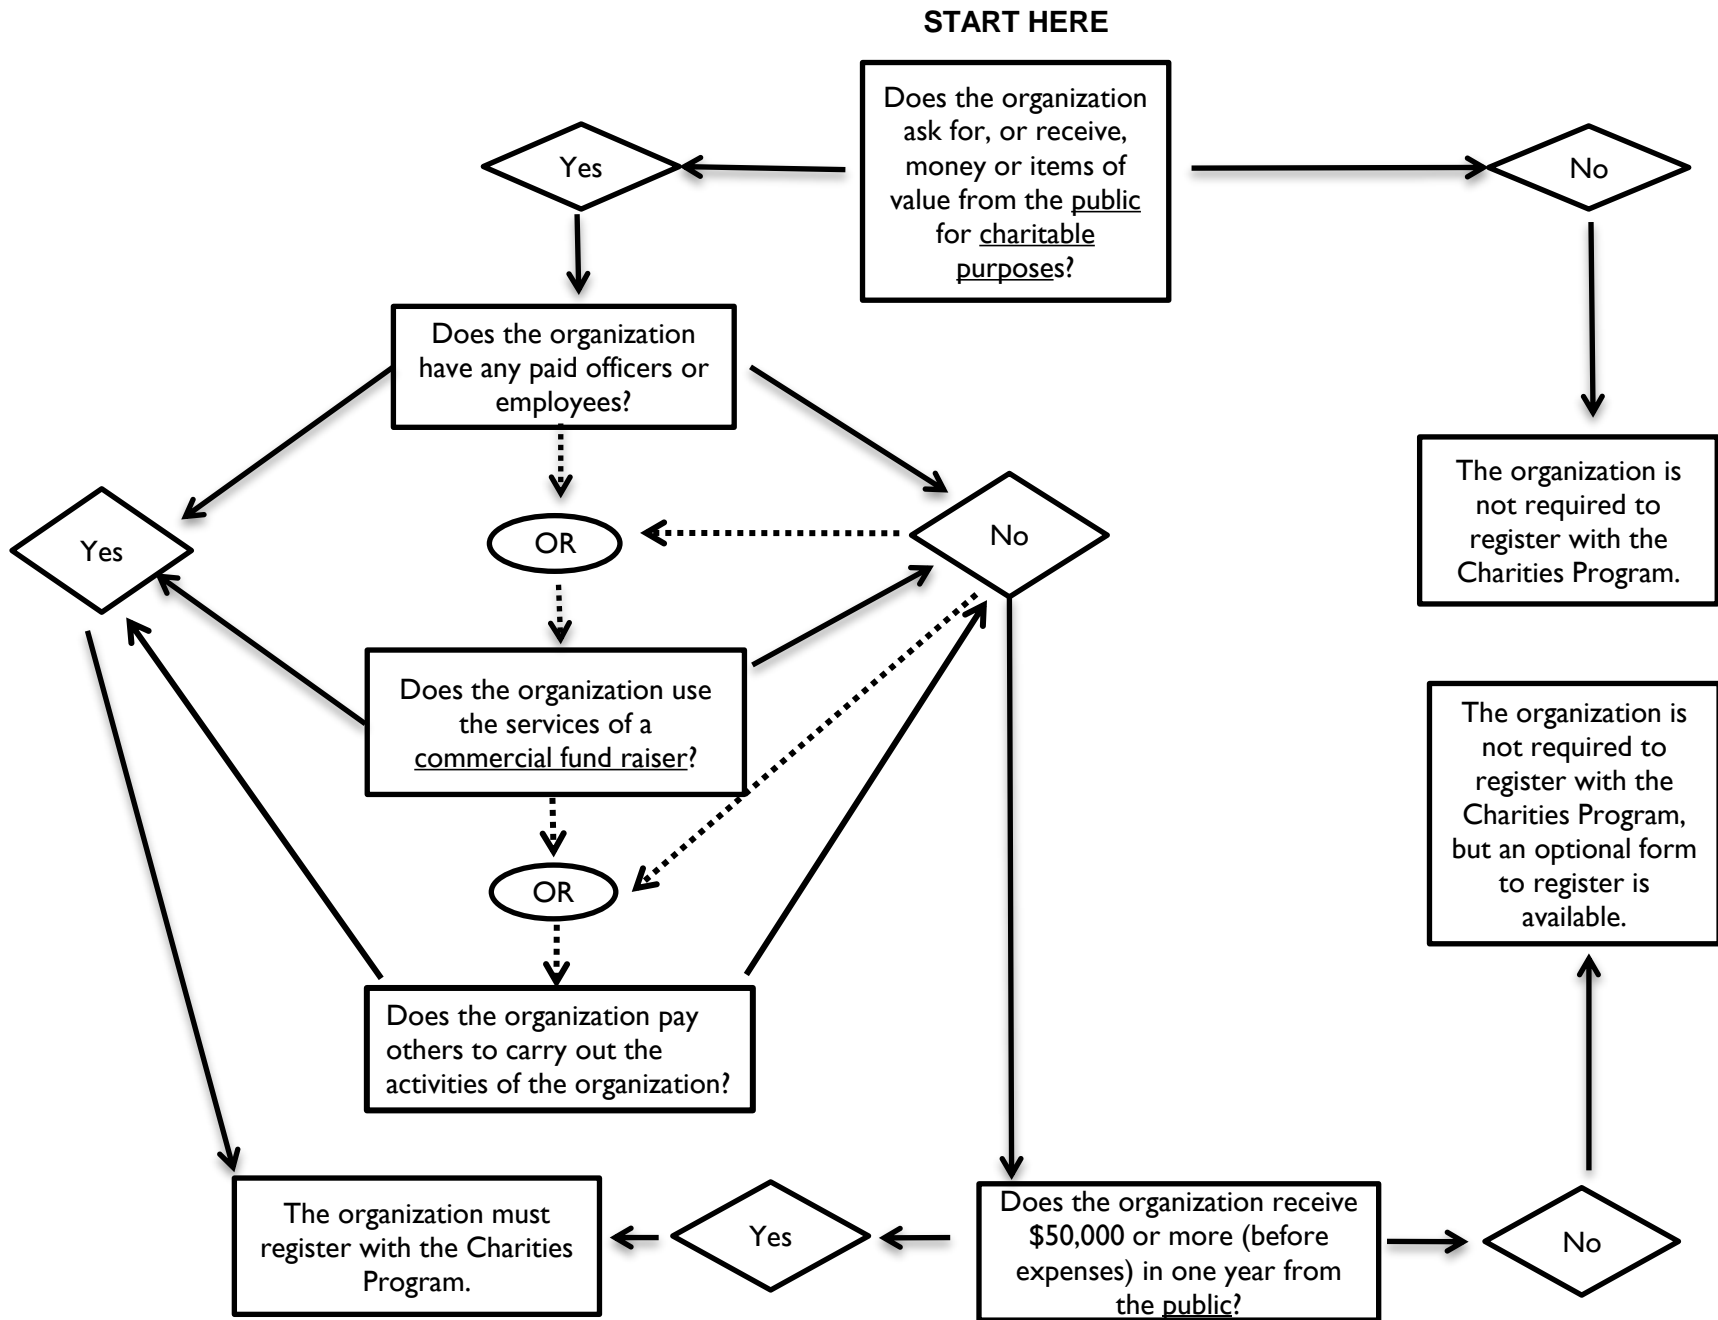 START HERE
Does the organization
ask for, or receive,
money or items of
value from the public
for charitable
purposes?
Yes
No
Does the organization
have any paid officers or
employees?
The organization is
not required to
register with the
Charities Program.
Yes
OR
No
Does the organization use
the services of a
commercial fund raiser?
The organization is
not required to
register with the
Charities Program,
but an optional form
to register is
available.
OR
Does the organization pay
others to carry out the
activities of the organization?
The organization must
register with the Charities
Program.
Yes
Does the organization receive
$50,000 or more (before
expenses) in one year from
the public?
No